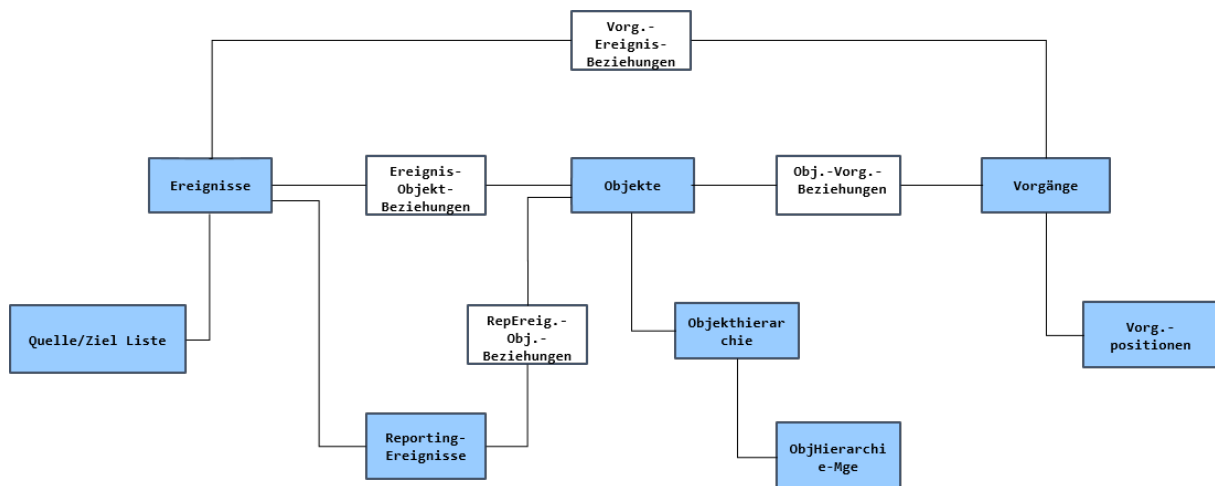 Vorg.-
Ereignis-
Beziehungen
Ereignisse
Ereignis-
Objekt-
Beziehungen
Objekte
Obj.-Vorg.-
Beziehungen
Vorgänge
Quelle/Ziel Liste
RepEreig.-
Obj.-
Beziehungen
Objekthierar
chie
Vorg.-
positionen
Reporting-
Ereignisse
ObjHierarchi
e-Mge